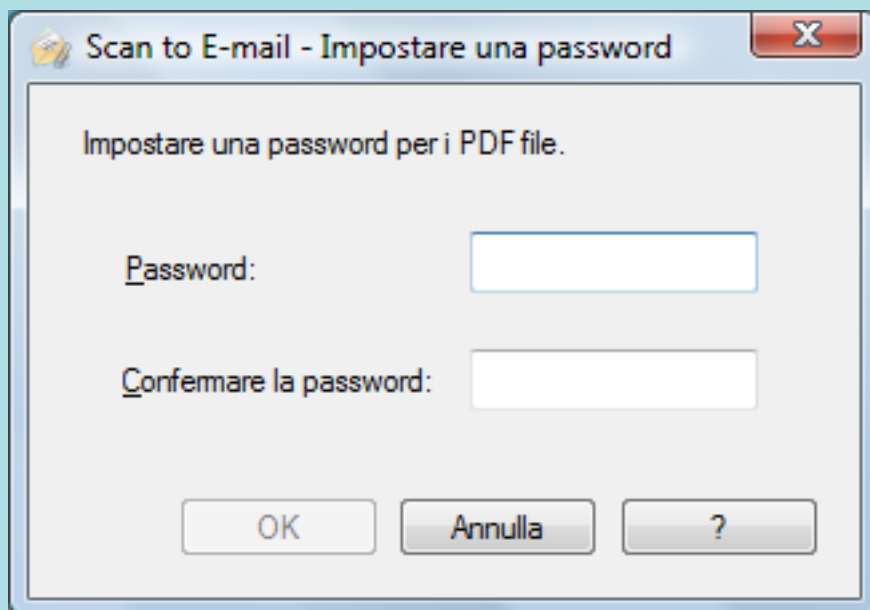 Scan to E-mail - Impostare una password
Impostare una password per i PDF file.
Password:
Confermare la password:
OK
Annulla
?